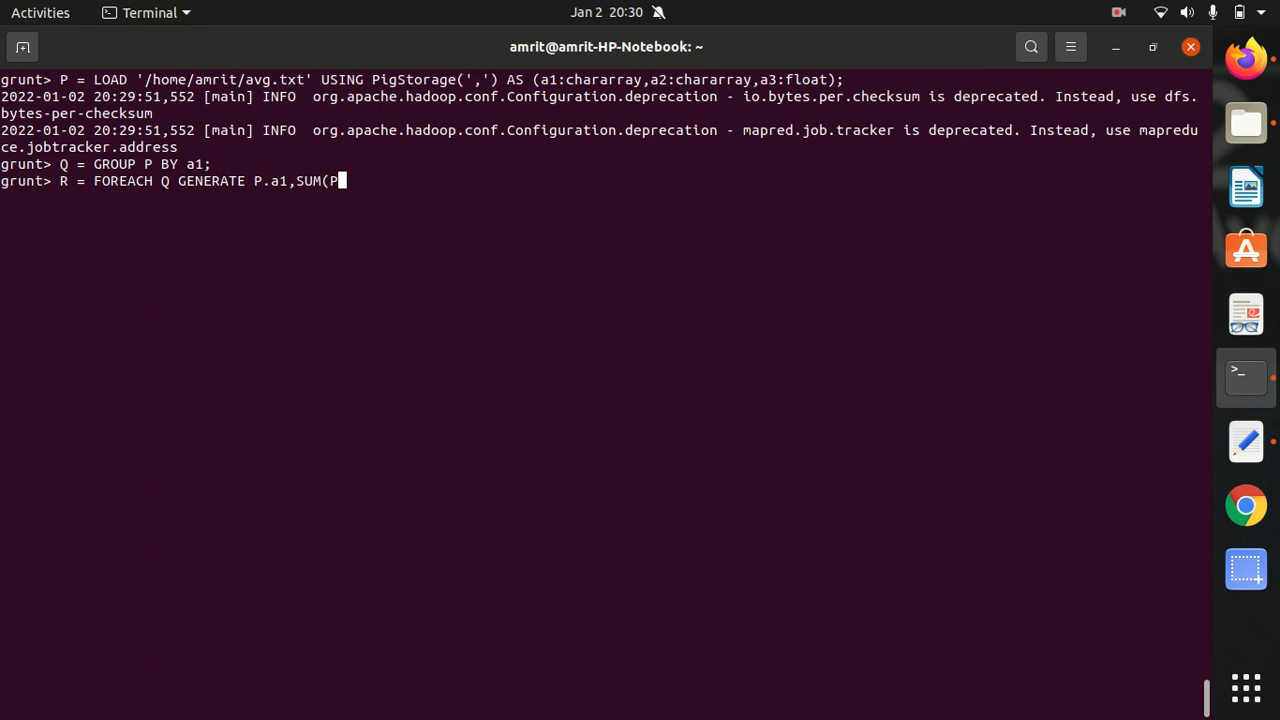 Activities
Terminal
Jan 2 20:30
amrit@amrit-HP-Notebook: ~
grunt> P = LOAD '/home/amrit/avg.txt' USING PigStorage(',') AS (a1:chararray,a2:chararray,a3:float);
2022-01-02 20:29:51,552 [main] INFO  org.apache.hadoop.conf.Configuration.deprecation - io.bytes.per.checksum is deprecated. Instead, use dfs.
bytes-per-checksum
2022-01-02 20:29:51,552 [main] INFO  org.apache.hadoop.conf.Configuration.deprecation - mapred.job.tracker is deprecated. Instead, use mapredu
ce.jobtracker.address
grunt> Q = GROUP P BY a1;
grunt> R = FOREACH Q GENERATE P.a1,SUM(P